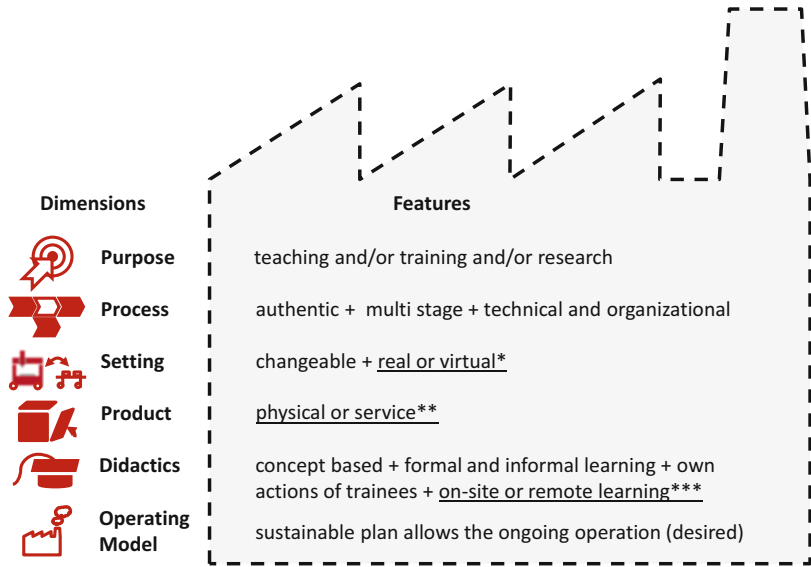 Dimensions Features
Purpose teaching and/or training and/or research
Process authentic + multi stage + technical and organizational
Setting changeable + real or virtual*
Product physical or service**
Didactics concept based + formal and informal learning + own
actions of trainees + on-site or remote learning***
Operating
Model sustainable plan allows the ongoing operation (desired)